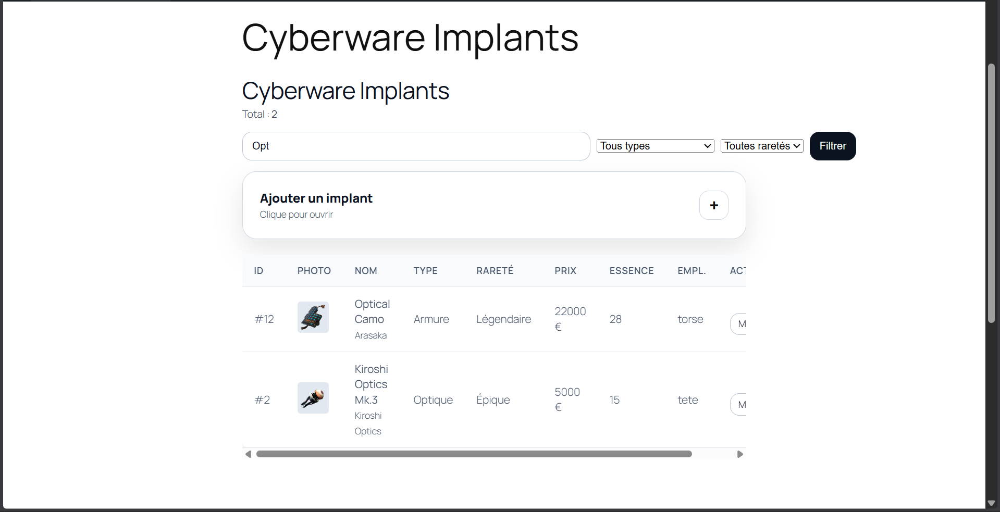 Cyberware Implants
Cyberware Implants
Total : 2
Opt
Tous types
Toutes raretés
Filtrer
Ajouter un implant
Clique pour ouvrir
+
ID PHOTO NOM TYPE RARETÉ PRIX ESSENCE EMPL. ACT
#12 Optical Camo Arasaka Armure Légendaire 22000 € 28 torse M
#2 Kiroshi Optics Mk.3 Kiroshi Optics Optique Épique 5000 € 15 tete M